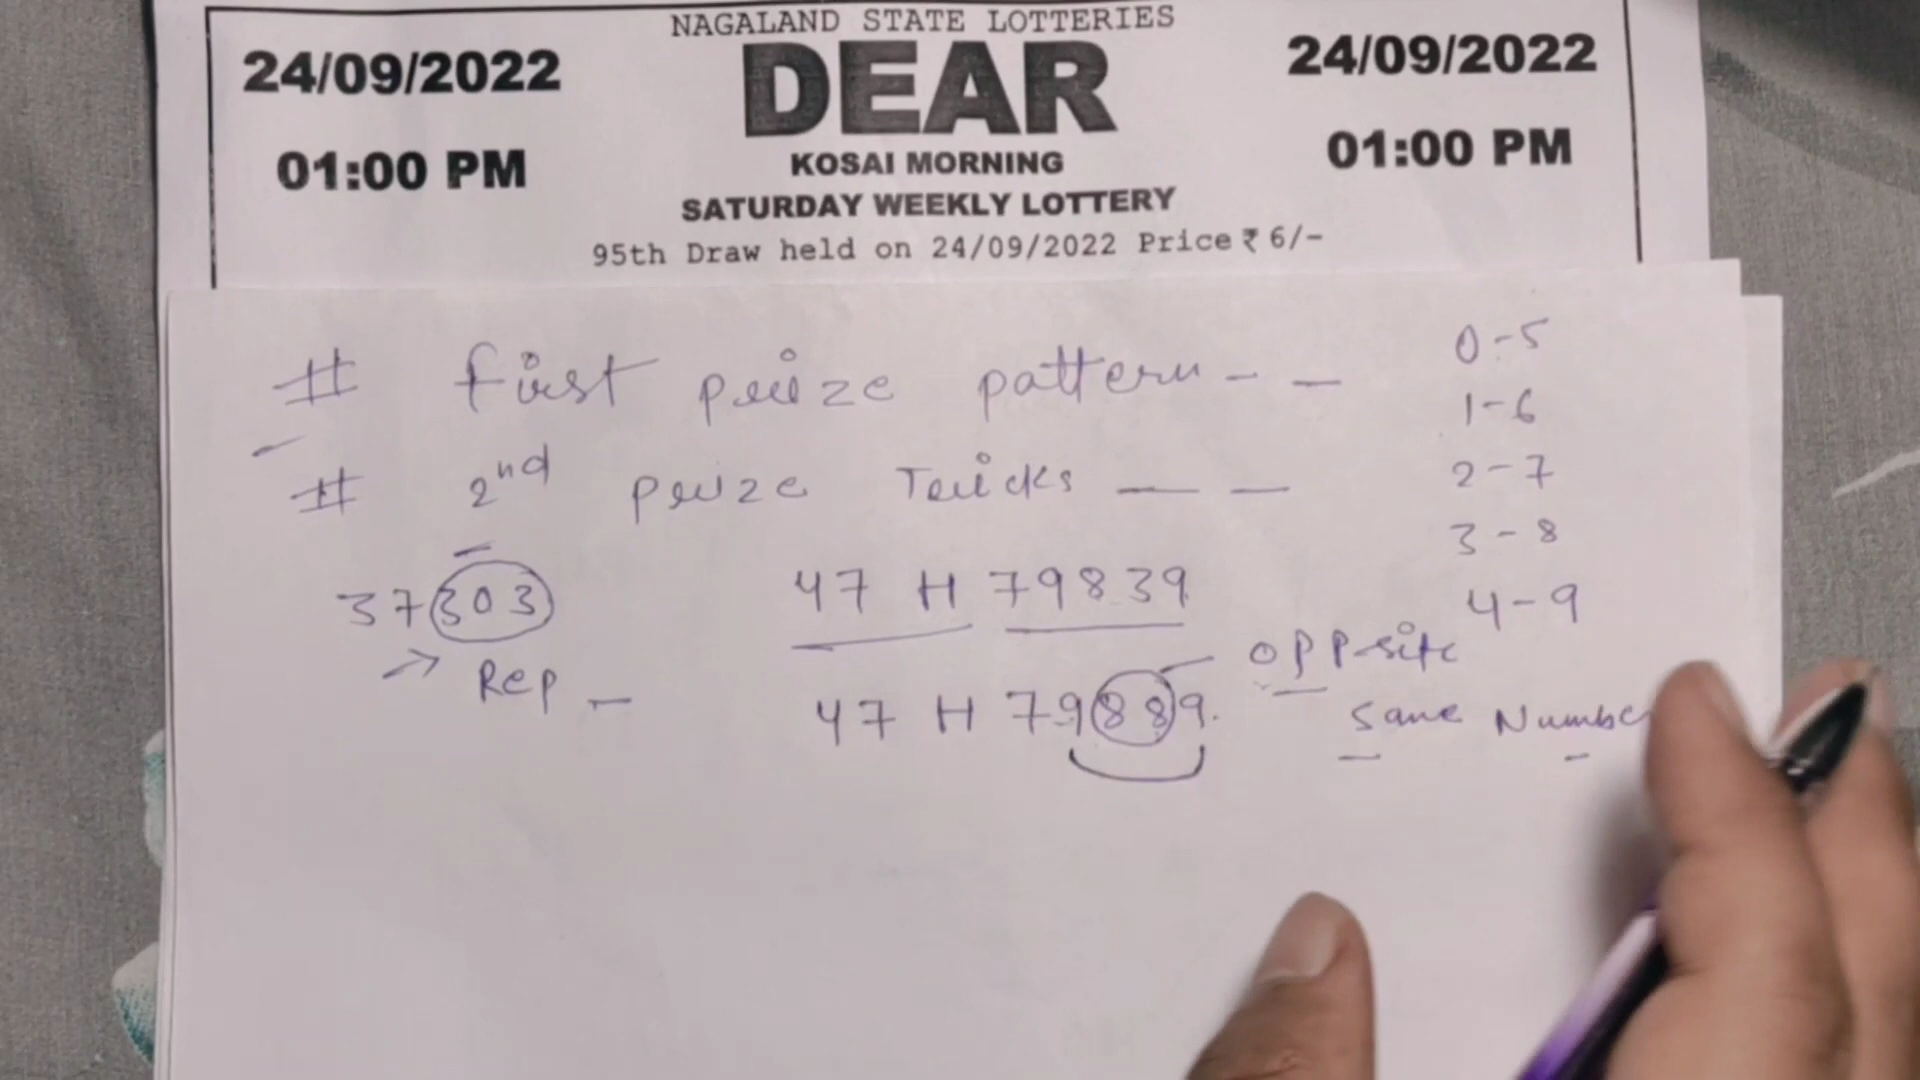 NAGALAND STATE LOTTERIES
24/09/2022 DEAR 24/09/2022
01:00 PM KOSAI MORNING 01:00 PM
SATURDAY WEEKLY LOTTERY
95th Draw held on 24/09/2022 Price ₹ 6/-
# first prize pattern - —
# 2nd prize Tricks — —
0-5
1-6
2-7
3-8
4-9
37303
→ Rep —
47 H 79839
47 H 79889.
opposite
Same Number